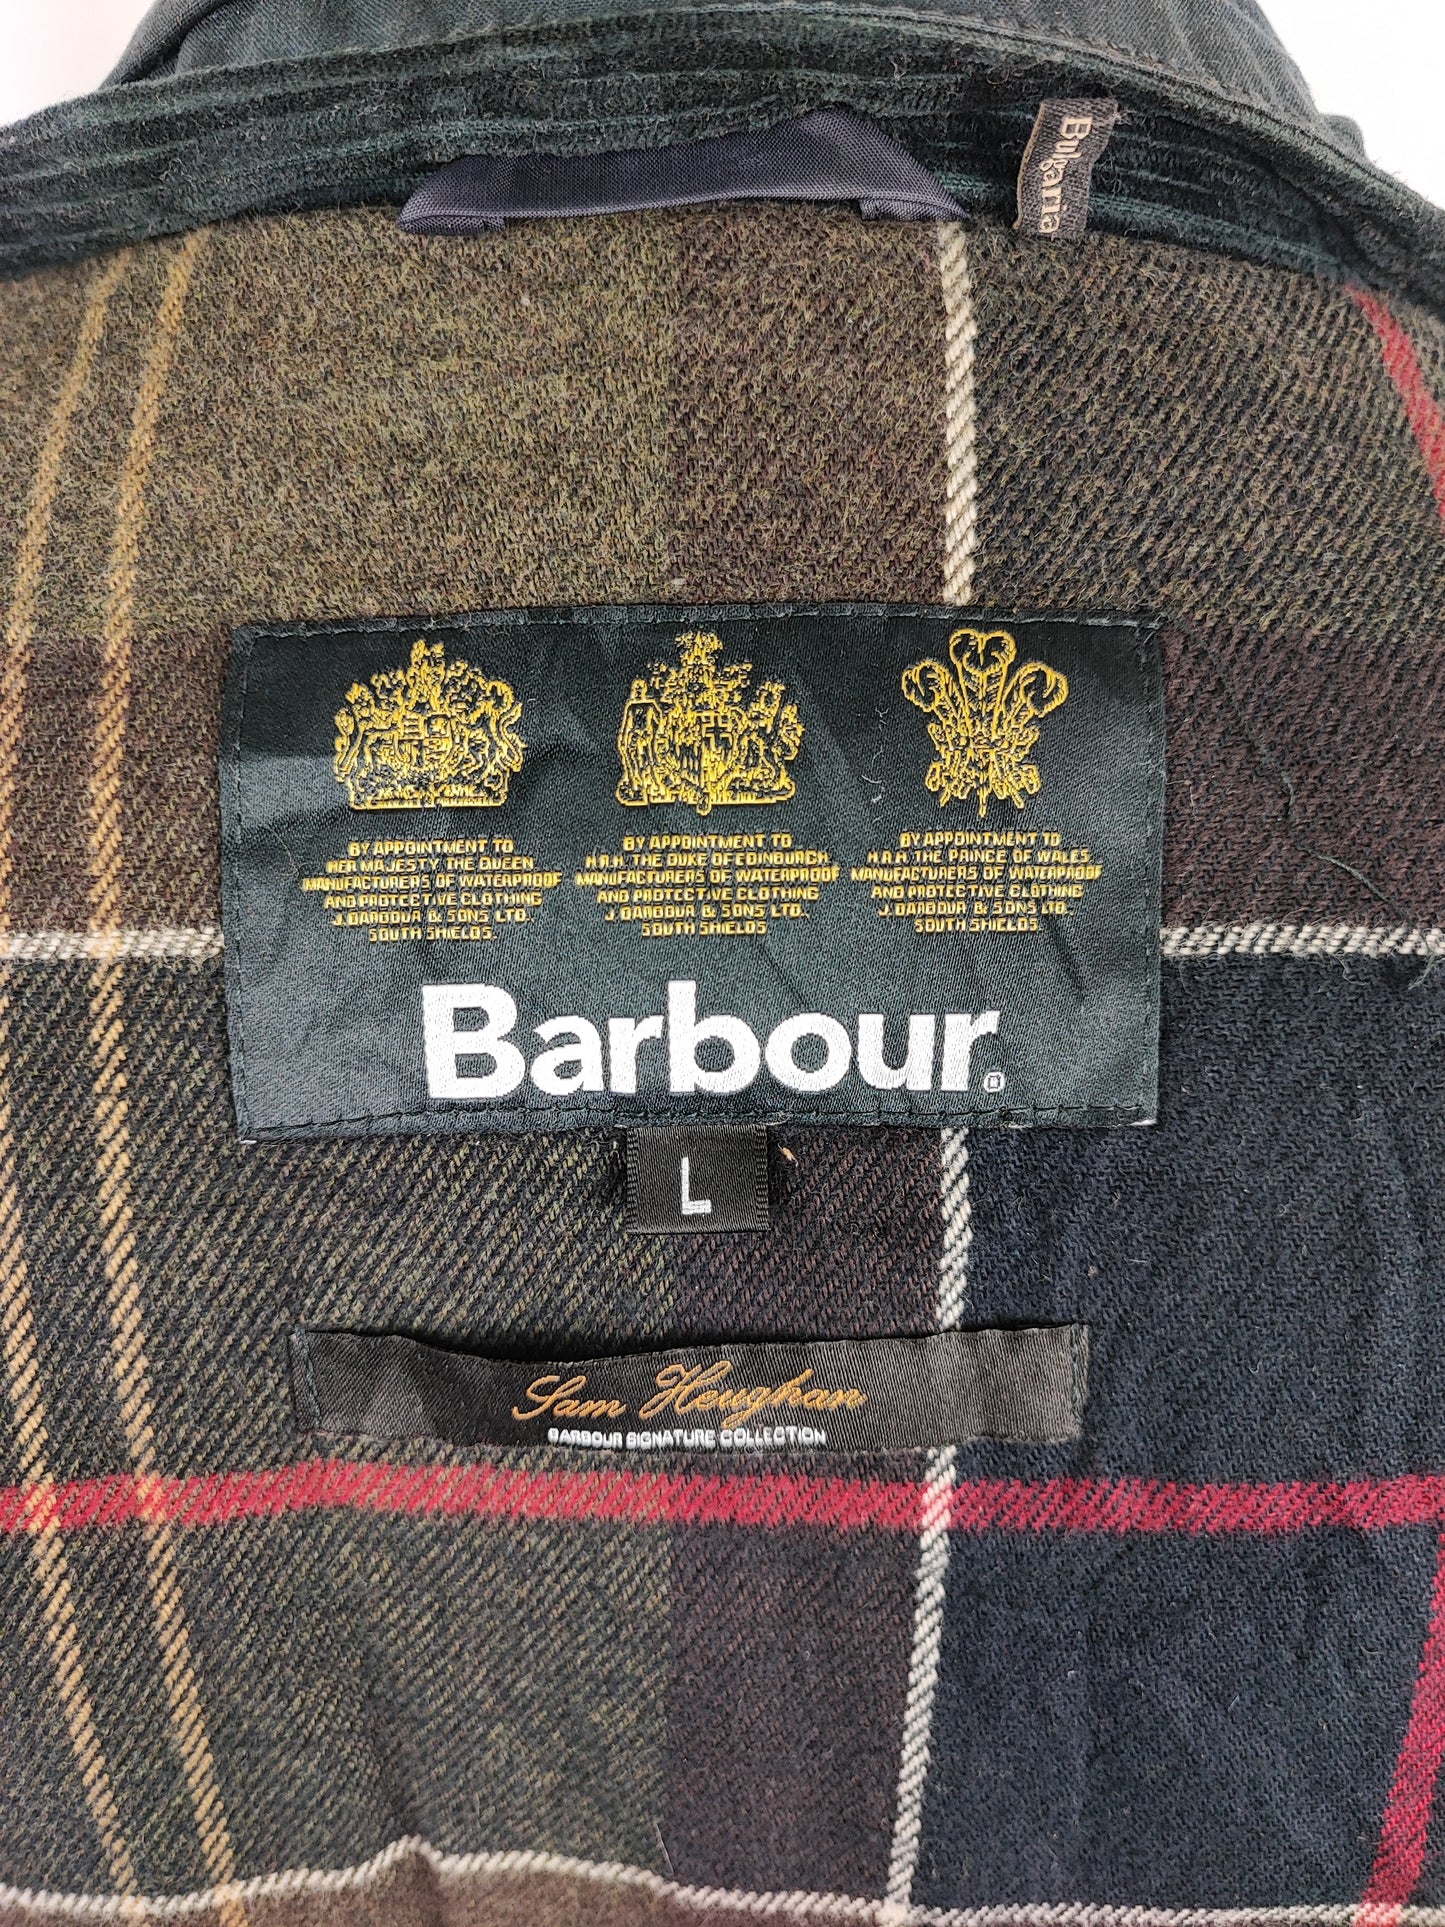 Bulgaria
BY APPOINTMENT TO
HER MAJESTY THE QUEEN
MANUFACTURERS OF WATERPROOF
AND PROTECTIVE CLOTHING
J. BARBOUR & SONS LTD.
SOUTH SHIELDS.
BY APPOINTMENT TO
H.R.H. THE DUKE OF EDINBURGH
MANUFACTURERS OF WATERPROOF
AND PROTECTIVE CLOTHING
J. BARBOUR & SONS LTD.
SOUTH SHIELDS
BY APPOINTMENT TO
H.R.H THE PRINCE OF WALES
MANUFACTURERS OF WATERPROOF
AND PROTECTIVE CLOTHING
J. BARBOUR & SONS LTD.
SOUTH SHIELDS.
Barbour®
L
Sam Heughan
BARBOUR SIGNATURE COLLECTION